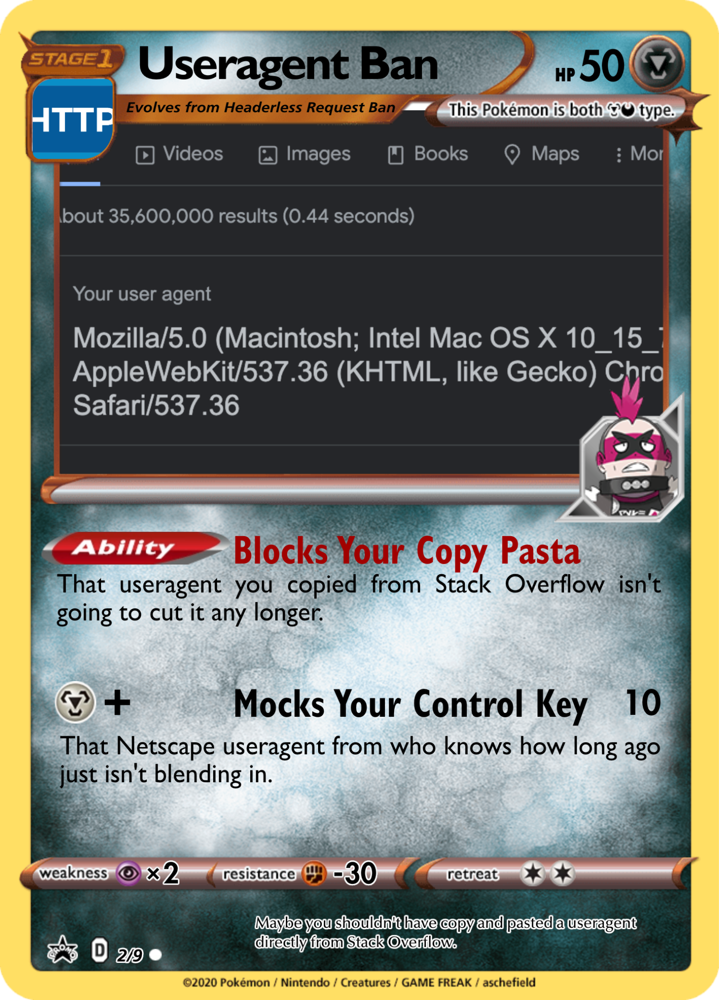 STAGE1
Useragent Ban
HP 50
HTTP
Evolves from Headerless Request Ban
This Pokémon is both type.
Videos Images Books Maps Mor
About 35,600,000 results (0.44 seconds)
Your user agent
Mozilla/5.0 (Macintosh; Intel Mac OS X 10_15_7
AppleWebKit/537.36 (KHTML, like Gecko) Chro
Safari/537.36
Ability Blocks Your Copy Pasta
That useragent you copied from Stack Overflow isn't
going to cut it any longer.
+ Mocks Your Control Key 10
That Netscape useragent from who knows how long ago
just isn't blending in.
weakness ×2 resistance -30 retreat
Maybe you shouldn't have copy and pasted a useragent
directly from Stack Overflow.
PROMO D 2/9
©2020 Pokémon / Nintendo / Creatures / GAME FREAK / aschefield